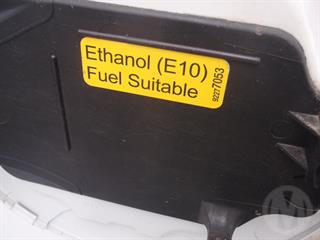 Ethanol (E10)
Fuel Suitable
92277053